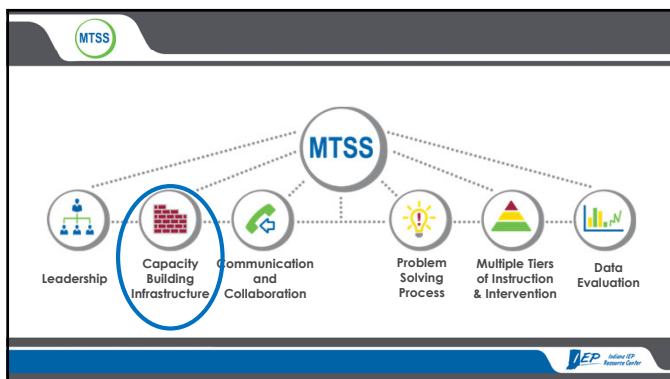 MTSS
MTSS
Leadership
Capacity
Building
Infrastructure
Communication
and
Collaboration
Problem
Solving
Process
Multiple Tiers
of Instruction
& Intervention
Data
Evaluation
IEP
Indiana IEP
Resource Center